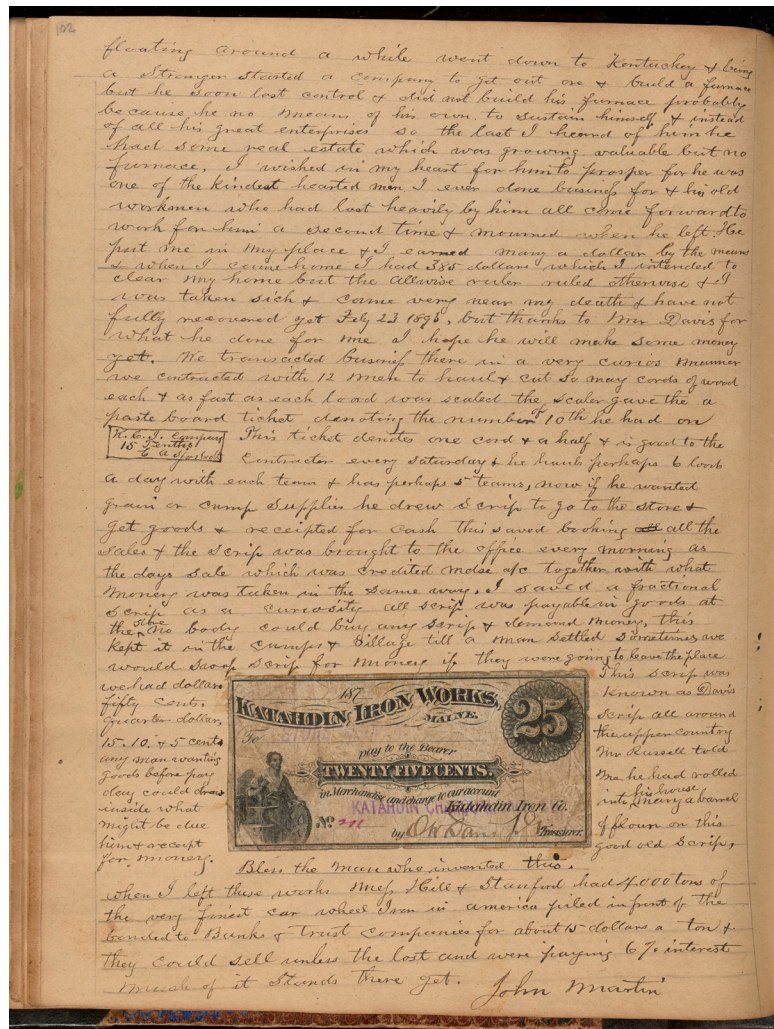 102
floating around a while went down to Kentuckey & being
a Stranger started a company to get out ore & build a furnace
but he soon lost control & did not build his furnace probably
because he no means of his own to sustain himself & instead
of all his great enterprises so the last I heard of him he
had some real estate which was growing valuable but no
furnace, I wished in my heart for him to prosper for he was
one of the kindest hearted men I ever done business for & his old
workmen who had lost heavily by him all come forward to
work for him a second time & mourned when he left. He
put me in my place & I earned many a dollar by the means
& when I came home I had 385 dollars which I intended to
clear my home but the Allwise ruler ruled otherwise & I
was taken sick & came very near my death & have not
fully recovered yet Feby 23 1895, but thanks to Mr Davis for
what he done for me I hope he will make some money
yet. We transacted business there in a very curios manner
we contracted with 12 men to haul & cut so may cords of wood
each & as fast as each load was scaled the scaler gave the a
paste board ticket denoting the number of 10th he had on
K. C. I. Company
15 Tenths
This ticket denotes one cord & a half & is good to the
Contractor every Saturday & he hauls perhaps 6 loads
a day with each team & has perhaps 5 teams, now if he wanted
grain or camp supplies he drew scrip to go to the store &
get goods & receipted for cash this saved booking all the
sales & the scrip was brought to the office every morning as
the days sale which was credited mdse a/c together with what
money was taken in the same way. I saved a fractional
scrip as a curiosity all scrip was payable in goods at
the store no body could buy any scrip & demand money, this
kept it in the camps & village till a man settled sometimes we
would swop scrip for money if they were going to leave the place
we had dollars
fifty cents.
quarter dollar,
15. 10. & 5 cents
any man wanting
goods before pay
day could draw
inside what
might be due
him & receipt
for money.
187
KATAHDIN IRON WORKS,
MAINE.
To
pay to the Bearer
25
TWENTY FIVE CENTS.
in Merchandise and charge to our account
KATAHDIN
Katahdin Iron Co.
No
by O W Davis Jr Treasurer.
This scrip was
known as Davis
Scrip all around
the upper country
Mr Russell told
me he had rolled
into his house many a barrel
of flour on this
good old scrip,
Bless the man who invented this.
when I left these works Mess Hill & Stanford had 4000 tons of
the very finest car wheel Iron in america piled in front of the
bonded to Banks & Trust companies for about 15 dollars a ton &
they could sell unless the lost and were paying 6 % interest
much of it stands there yet.
John Martin